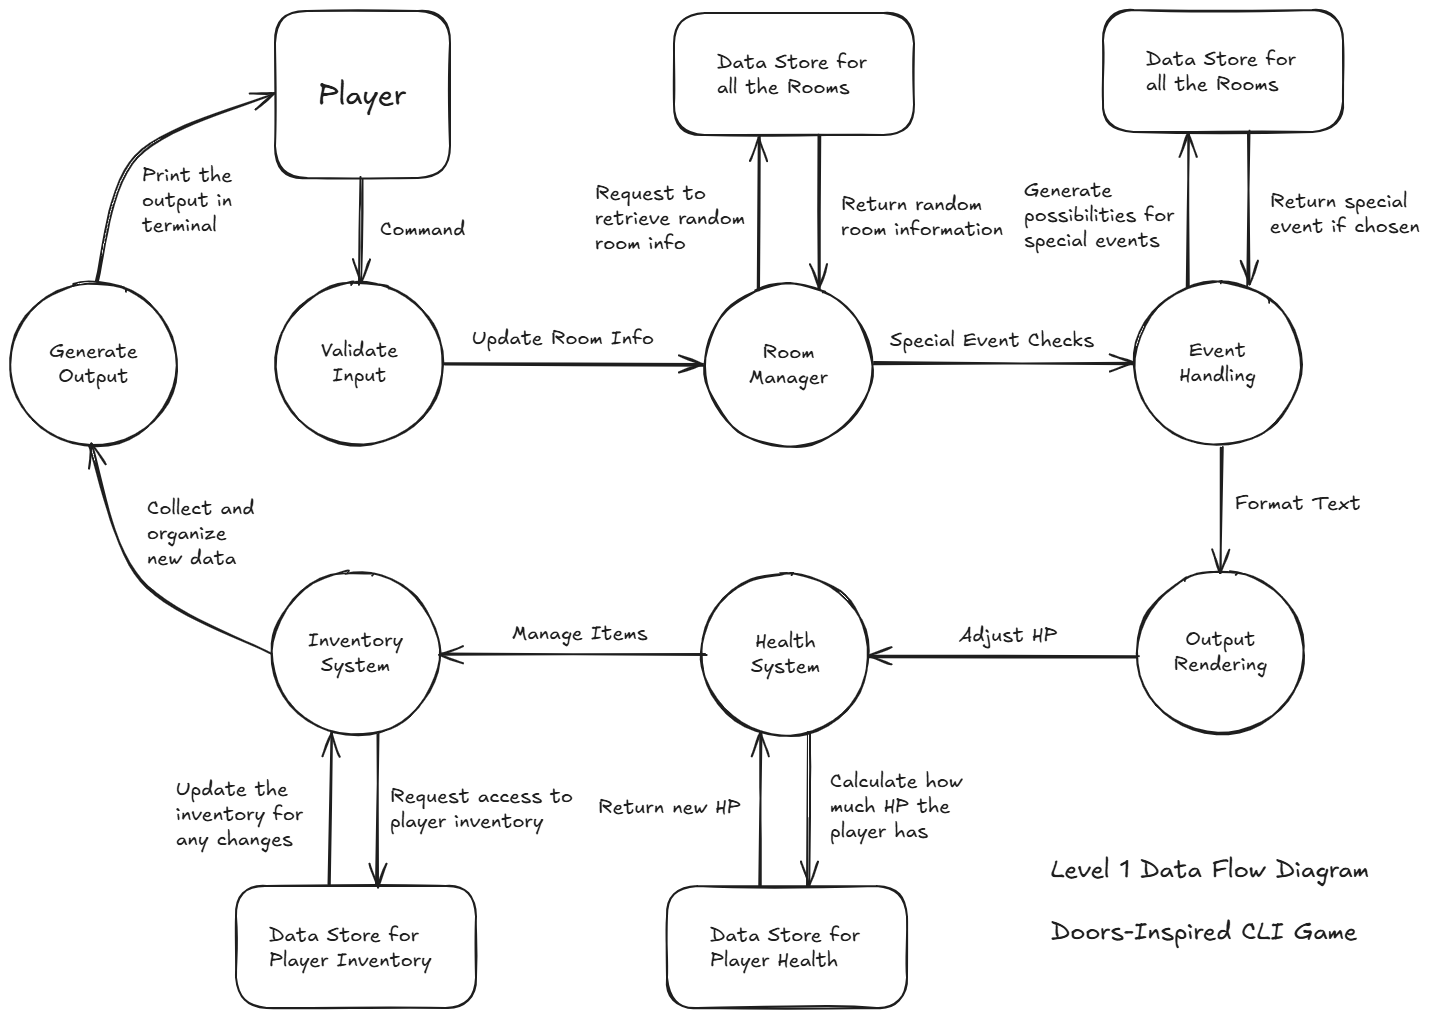 Player
Data Store for
all the Rooms
Data Store for
all the Rooms
Print the
output in
terminal
Command
Request to
retrieve random
room info
Return random
room information
Generate
possibilities for
special events
Return special
event if chosen
Generate
Output
Validate
Input
Update Room Info
Room
Manager
Special Event Checks
Event
Handling
Format Text
Collect and
organize
new data
Inventory
System
Manage Items
Health
System
Adjust HP
Output
Rendering
Update the
inventory for
any changes
Request access to
player inventory
Return new HP
Calculate how
much HP the
player has
Data Store for
Player Inventory
Data Store for
Player Health
Level 1 Data Flow Diagram
Doors-Inspired CLI Game